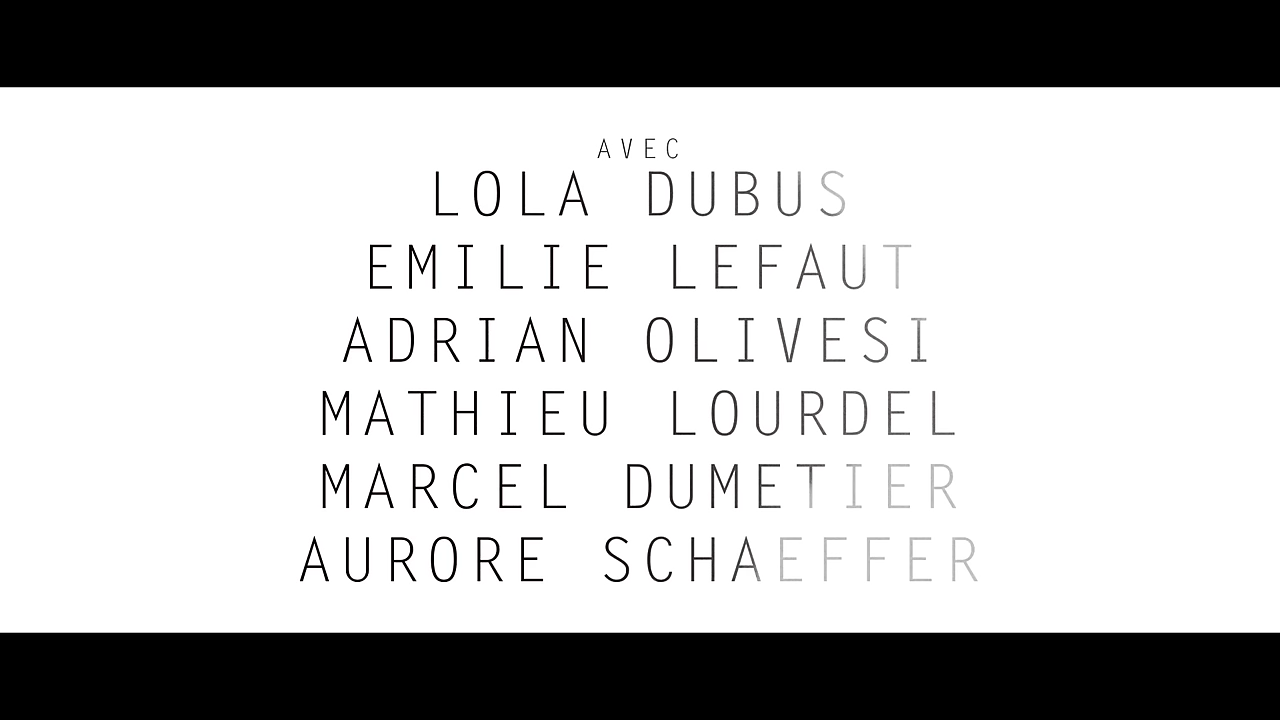 AVEC
LOLA DUBUS
EMILIE LEFAUT
ADRIAN OLIVESI
MATHIEU LOURDEL
MARCEL DUMETIER
AURORE SCHAEFFER